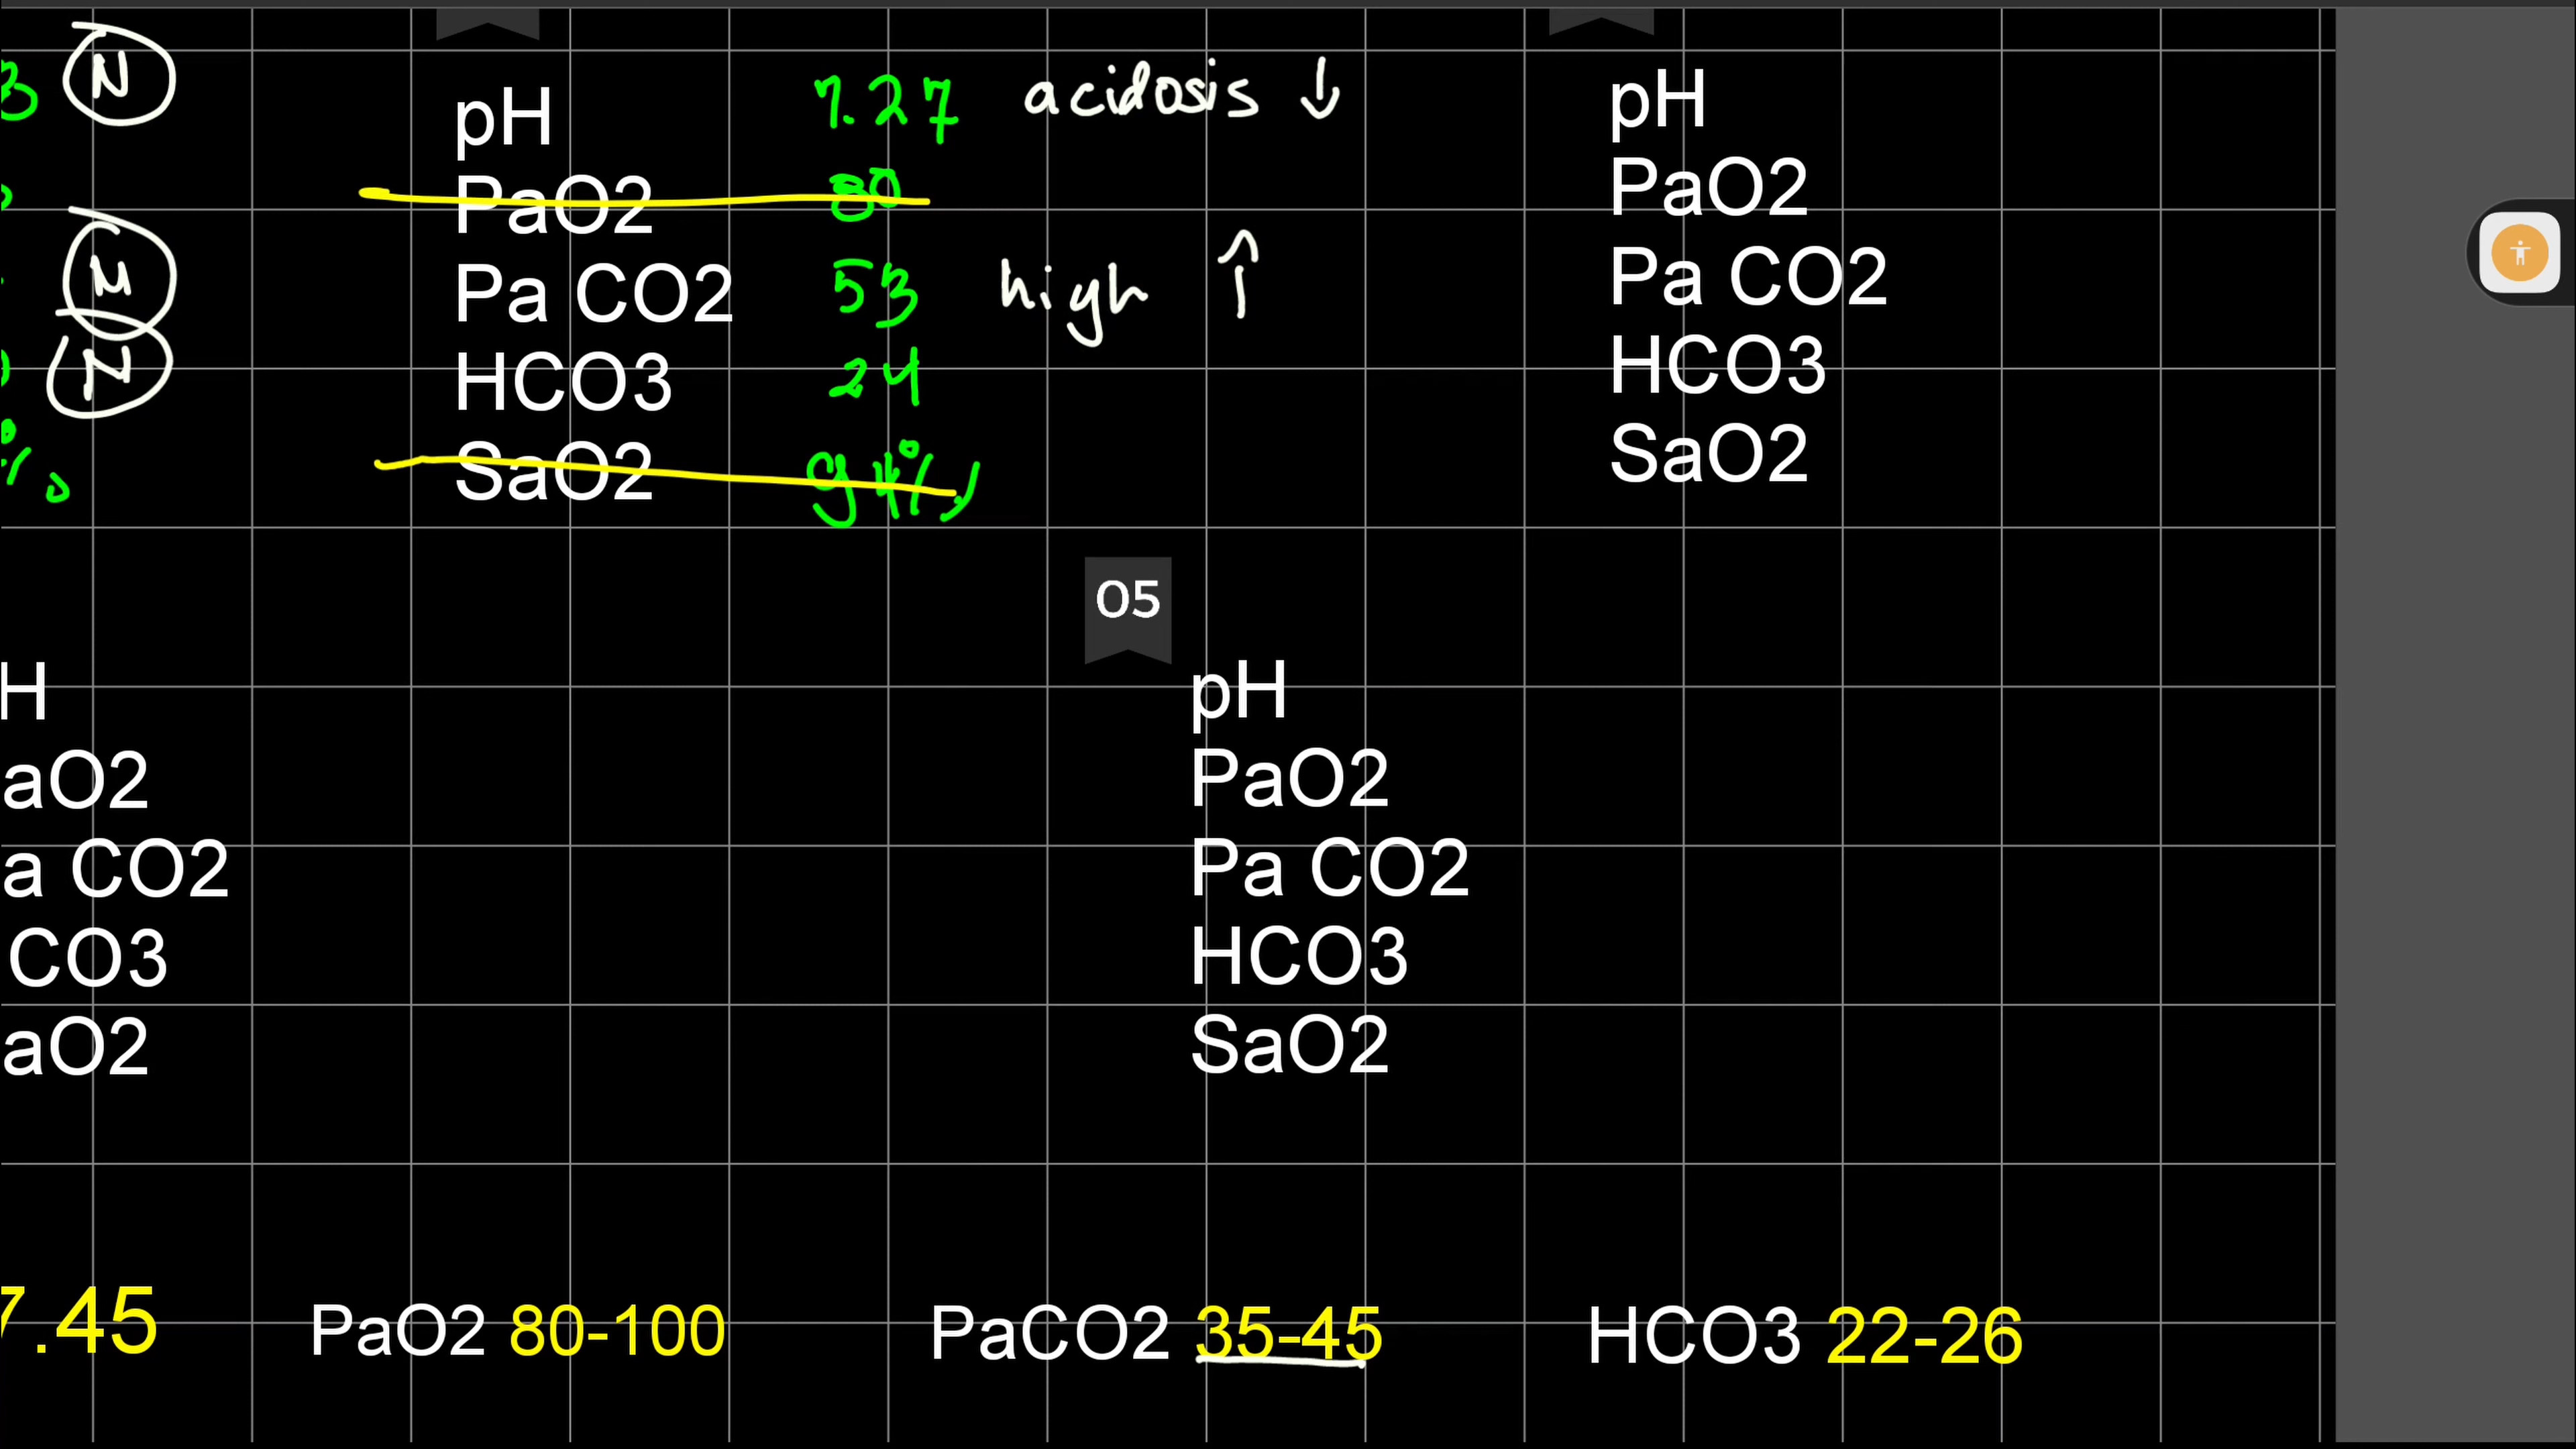 3 N
pH 7.27 acidosis ↓
PaO2 80
Pa CO2 53 high ↑
HCO3 24
SaO2 94%
N
N
%
pH
PaO2
Pa CO2
HCO3
SaO2
05
H
aO2
a CO2
CO3
aO2
pH
PaO2
Pa CO2
HCO3
SaO2
7.45 PaO2 80-100 PaCO2 35-45 HCO3 22-26